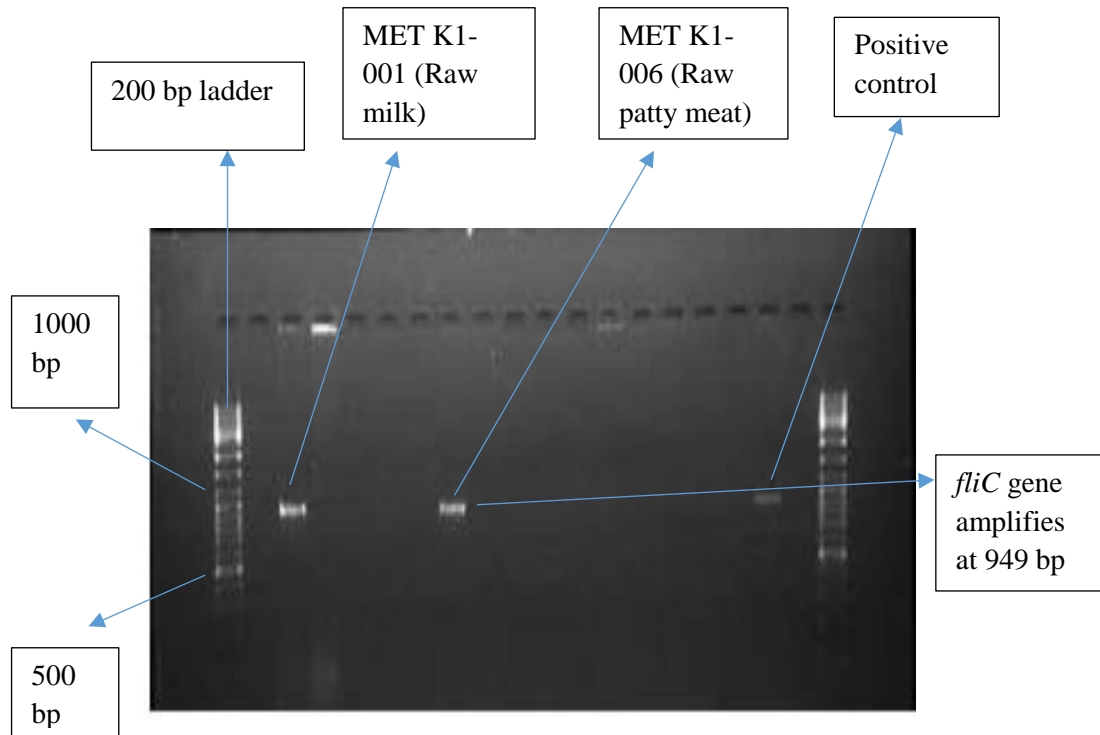 200 bp ladder
MET K1-
001 (Raw
milk)
MET K1-
006 (Raw
patty meat)
Positive
control
1000
bp
fliC gene
amplifies
at 949 bp
500
bp